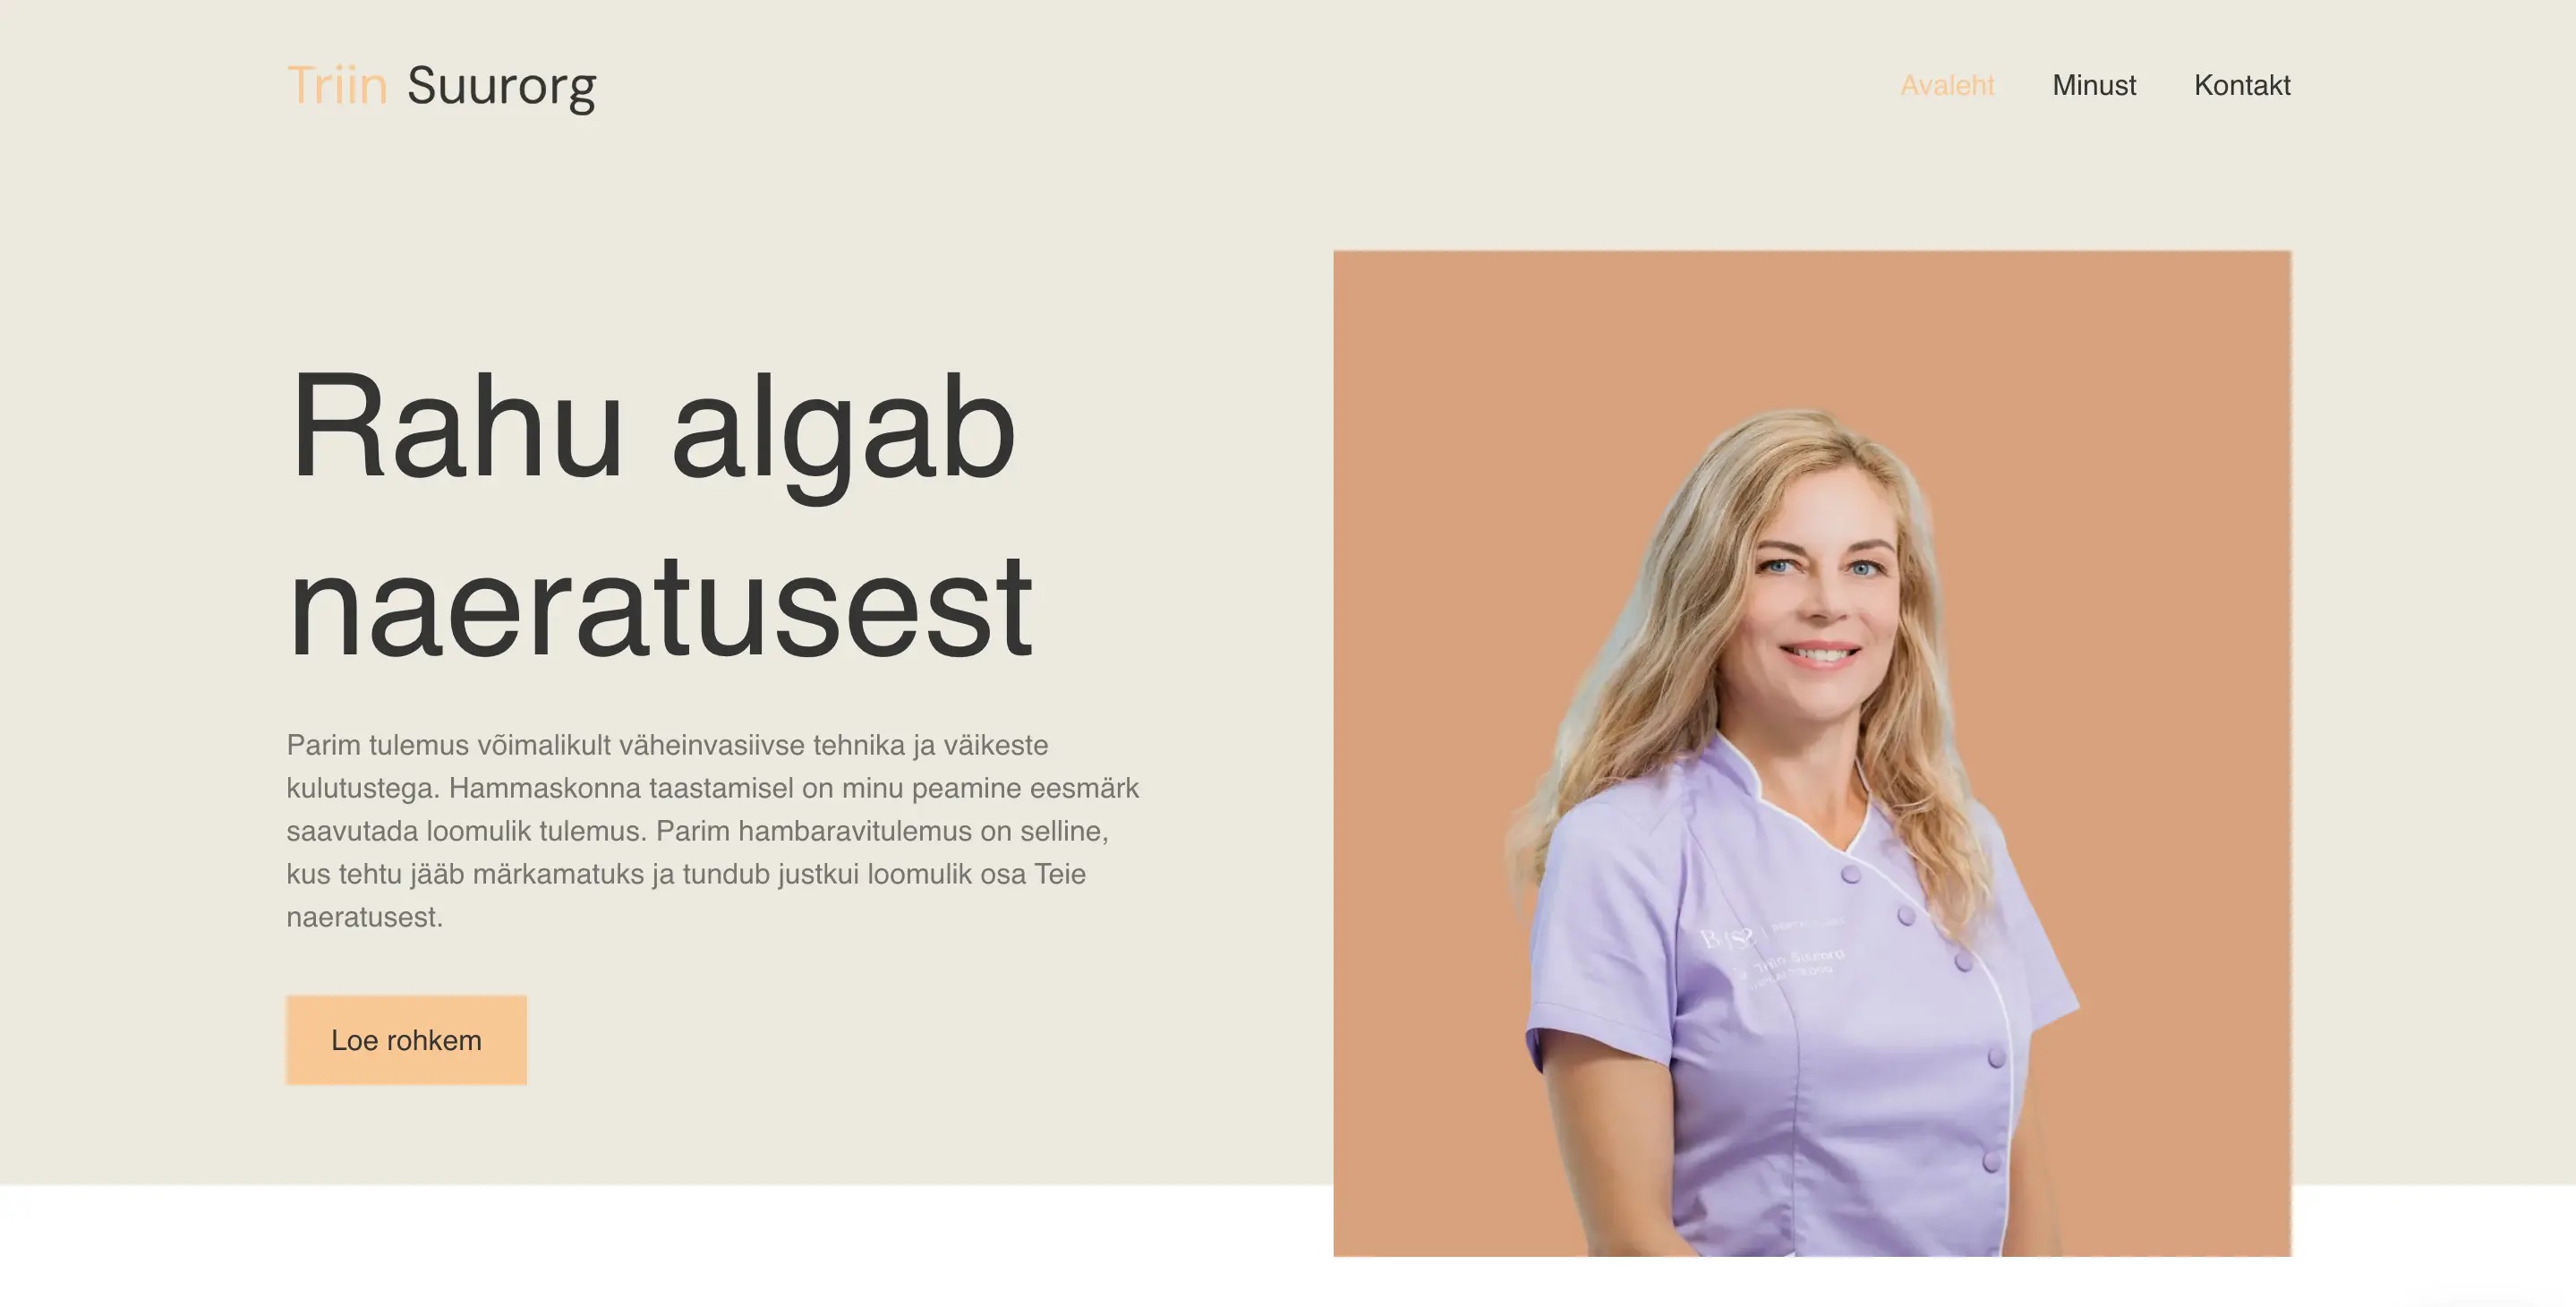 Triin Suurorg
Avaleht Minust Kontakt
Rahu algab
naeratusest
Parim tulemus võimalikult väheinvasiivse tehnika ja väikeste
kulutustega. Hammaskonna taastamisel on minu peamine eesmärk
saavutada loomulik tulemus. Parim hambaravitulemus on selline,
kus tehtu jääb märkamatuks ja tundub justkui loomulik osa Teie
naeratusest.
Loe rohkem
Triin Suurorg